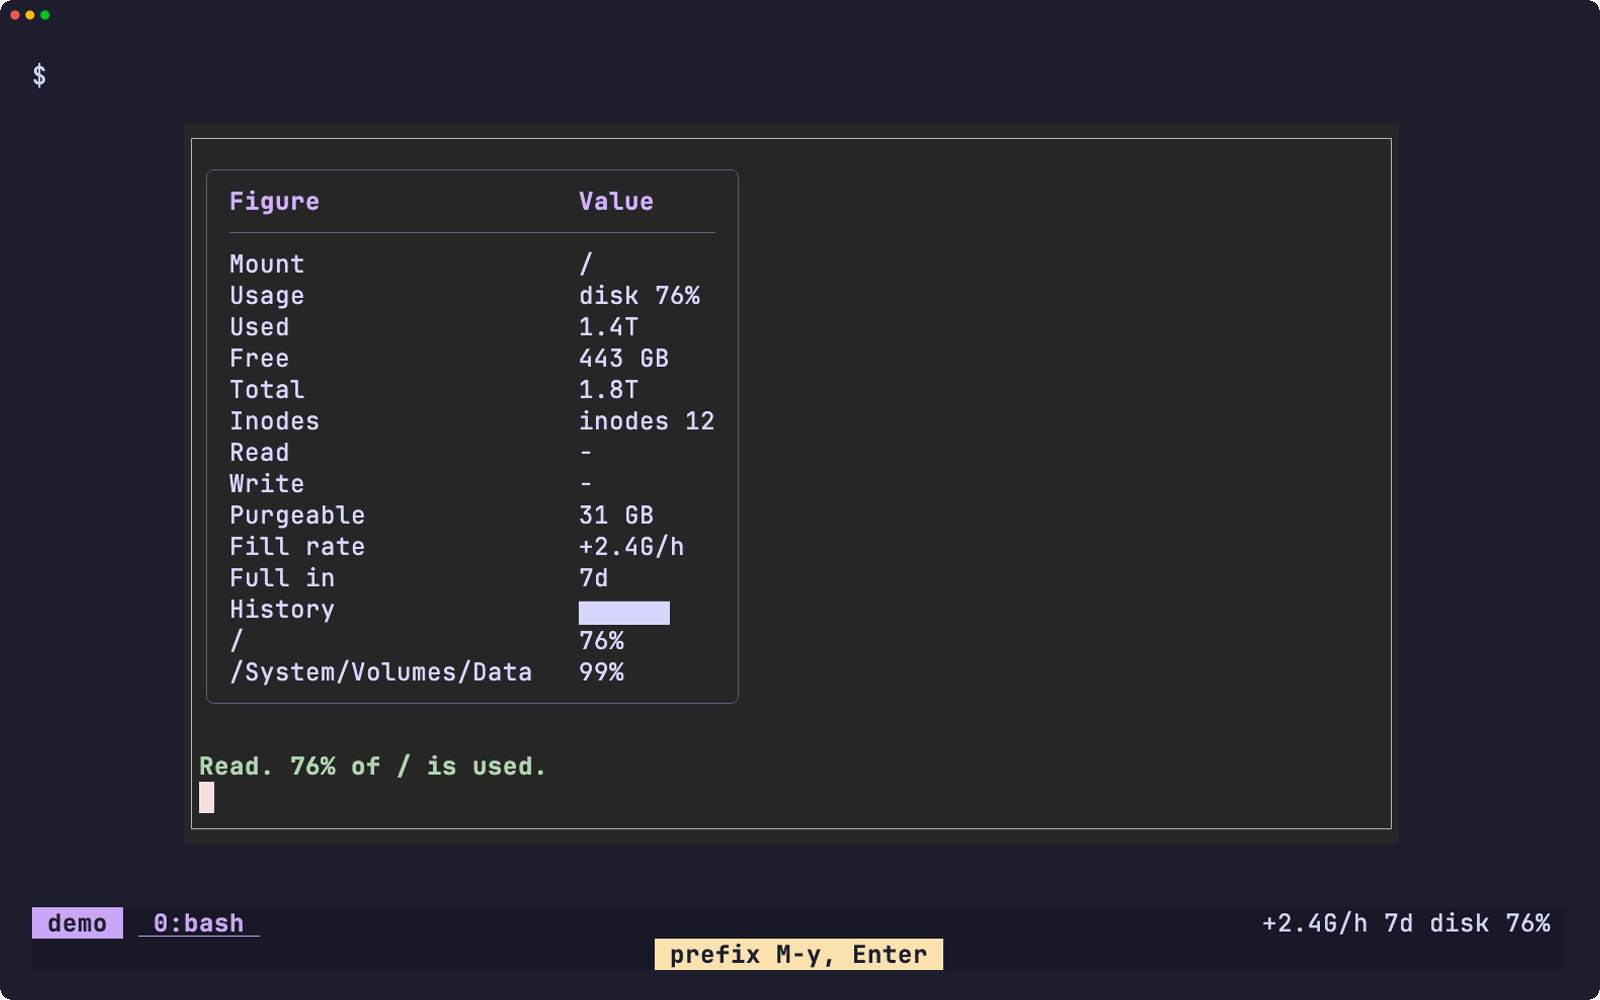 $
Figure Value
Mount /
Usage disk 76%
Used 1.4T
Free 443 GB
Total 1.8T
Inodes inodes 12
Read -
Write -
Purgeable 31 GB
Fill rate +2.4G/h
Full in 7d
History
/ 76%
/System/Volumes/Data 99%
Read. 76% of / is used.
demo 0:bash +2.4G/h 7d disk 76%
prefix M-y, Enter